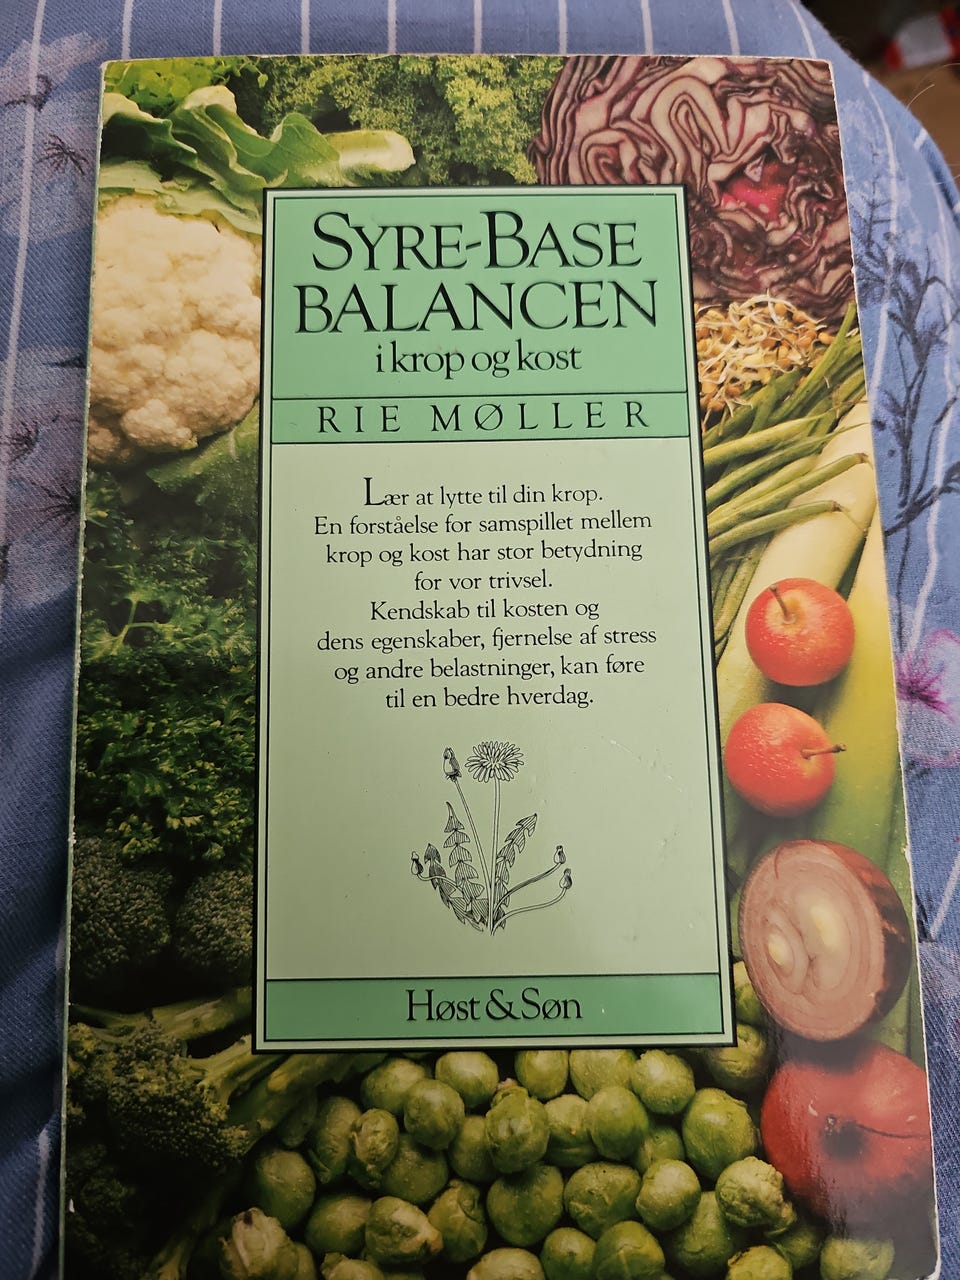 SYRE-BASE
BALANCEN
i krop og kost
RIE MØLLER
Lær at lytte til din krop.
En forståelse for samspillet mellem
krop og kost har stor betydning
for vor trivsel.
Kendskab til kosten og
dens egenskaber, fjernelse af stress
og andre belastninger, kan føre
til en bedre hverdag.
Høst & Søn